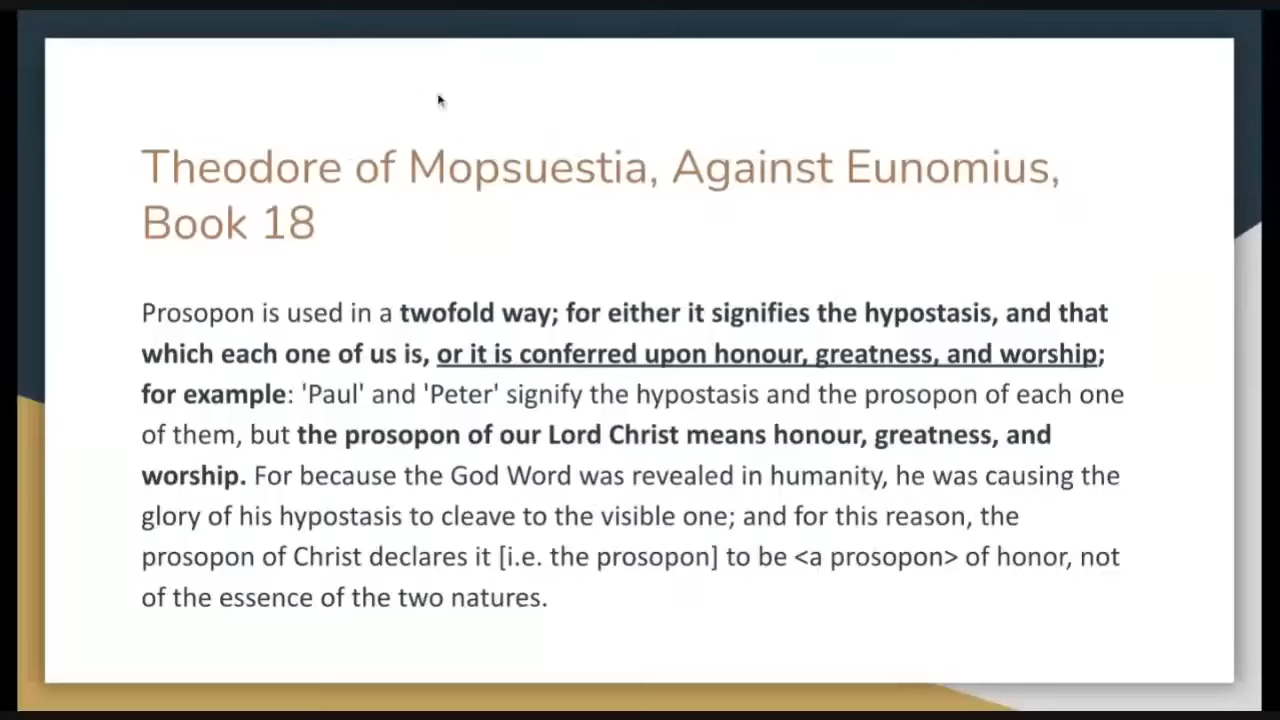 Theodore of Mopsuestia, Against Eunomius,
Book 18
Prosopon is used in a twofold way; for either it signifies the hypostasis, and that
which each one of us is, or it is conferred upon honour, greatness, and worship;
for example: 'Paul' and 'Peter' signify the hypostasis and the prosopon of each one
of them, but the prosopon of our Lord Christ means honour, greatness, and
worship. For because the God Word was revealed in humanity, he was causing the
glory of his hypostasis to cleave to the visible one; and for this reason, the
prosopon of Christ declares it [i.e. the prosopon] to be <a prosopon> of honor, not
of the essence of the two natures.